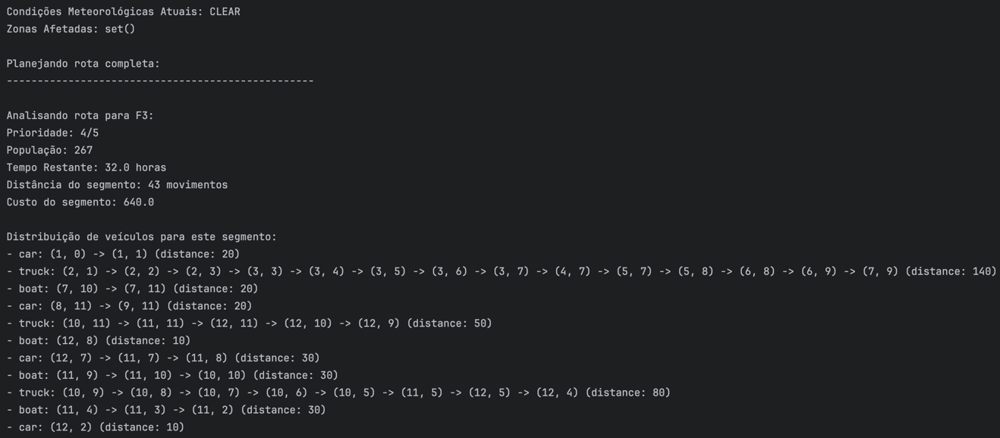 Condições Meteorológicas Atuais: CLEAR
Zonas Afetadas: set()
Planejando rota completa:
--------------------------------------------------
Analisando rota para F3:
Prioridade: 4/5
População: 267
Tempo Restante: 32.0 horas
Distância do segmento: 43 movimentos
Custo do segmento: 640.0
Distribuição de veículos para este segmento:
- car: (1, 0) -> (1, 1) (distance: 20)
- truck: (2, 1) -> (2, 2) -> (2, 3) -> (3, 3) -> (3, 4) -> (3, 5) -> (3, 6) -> (3, 7) -> (4, 7) -> (5, 7) -> (5, 8) -> (6, 8) -> (6, 9) -> (7, 9) (distance: 140)
- boat: (7, 10) -> (7, 11) (distance: 20)
- car: (8, 11) -> (9, 11) (distance: 20)
- truck: (10, 11) -> (11, 11) -> (12, 11) -> (12, 10) -> (12, 9) (distance: 50)
- boat: (12, 8) (distance: 10)
- car: (12, 7) -> (11, 7) -> (11, 8) (distance: 30)
- boat: (11, 9) -> (11, 10) -> (10, 10) (distance: 30)
- truck: (10, 9) -> (10, 8) -> (10, 7) -> (10, 6) -> (10, 5) -> (11, 5) -> (12, 5) -> (12, 4) (distance: 80)
- boat: (11, 4) -> (11, 3) -> (11, 2) (distance: 30)
- car: (12, 2) (distance: 10)